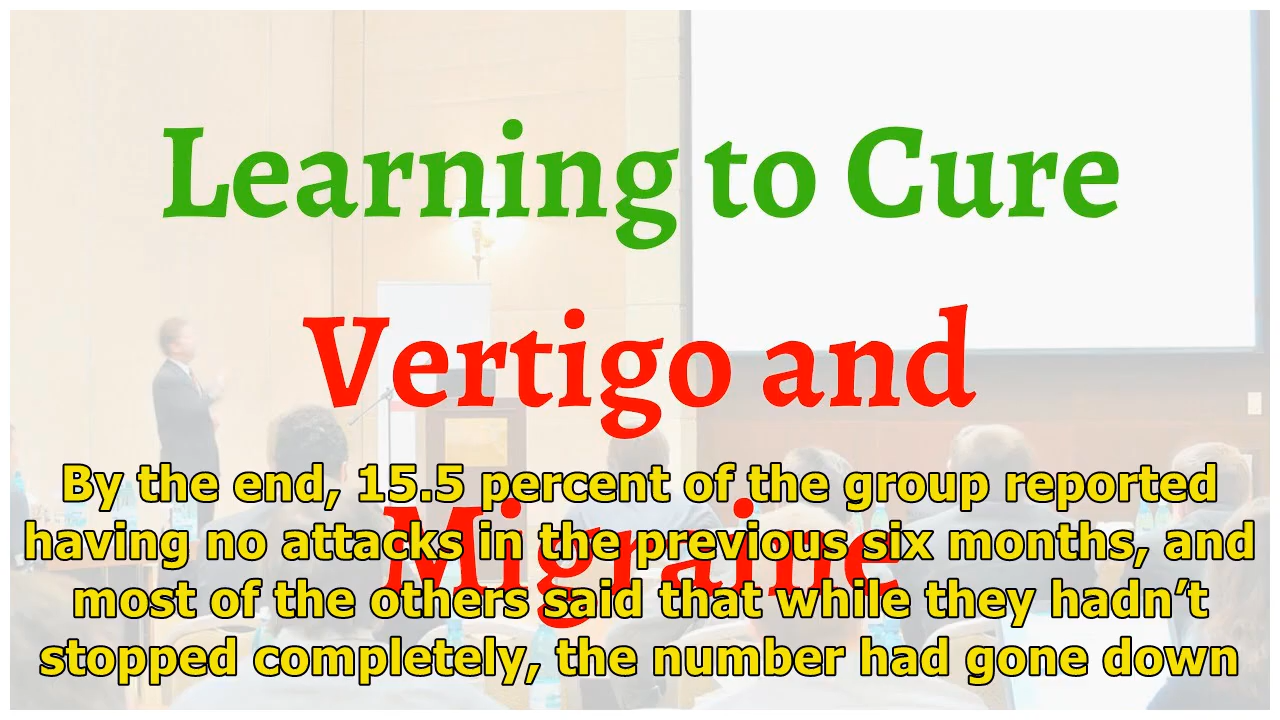 Learning to Cure
Vertigo and
Migraine
By the end, 15.5 percent of the group reported
having no attacks in the previous six months, and
most of the others said that while they hadn’t
stopped completely, the number had gone down